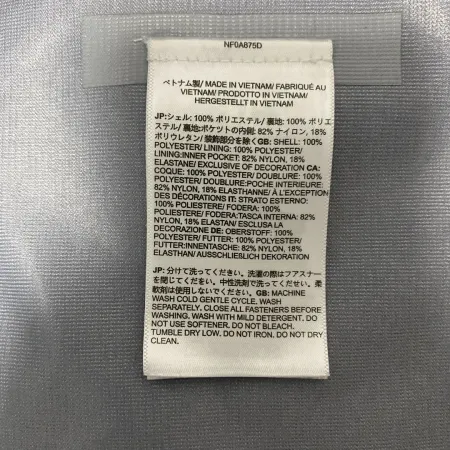 NF0A875D
ベトナム製/ MADE IN VIETNAM/ FABRIQUÉ AU
VIETNAM/ PRODOTTO IN VIETNAM/
HERGESTELLT IN VIETNAM
JP:シェル: 100% ポリエステル/ 裏地: 100% ポリエ
ステル/ 裏地:ポケットの内側: 82% ナイロン, 18%
ポリウレタン/ 装飾部分を除く GB: SHELL: 100%
POLYESTER/ LINING: 100% POLYESTER/
LINING:INNER POCKET: 82% NYLON, 18%
ELASTANE/ EXCLUSIVE OF DECORATION CA:
COQUE: 100% POLYESTER/ DOUBLURE: 100%
POLYESTER/ DOUBLURE:POCHE INTERIEURE:
82% NYLON, 18% ELASTHANNE/ À L'EXCEPTION
DES DÉCORATIONS IT: STRATO ESTERNO:
100% POLIESTERE/ FODERA: 100%
POLIESTERE/ FODERA:TASCA INTERNA: 82%
NYLON, 18% ELASTAN/ ESCLUSA LA
DECORAZIONE DE: OBERSTOFF: 100%
POLYESTER/ FUTTER: 100% POLYESTER/
FUTTER:INNENTASCHE: 82% NYLON, 18%
ELASTHAN/ AUSSCHLIEßLICH DEKORATION
JP: 分けて洗ってください。洗濯の際はファスナー
を閉じてください。中性洗剤で洗ってください。柔
軟剤は使用しないでください。GB: MACHINE
WASH COLD GENTLE CYCLE. WASH
SEPARATELY. CLOSE ALL FASTENERS BEFORE
WASHING. WASH WITH MILD DETERGENT. DO
NOT USE SOFTENER. DO NOT BLEACH.
TUMBLE DRY LOW. DO NOT IRON. DO NOT DRY
CLEAN.